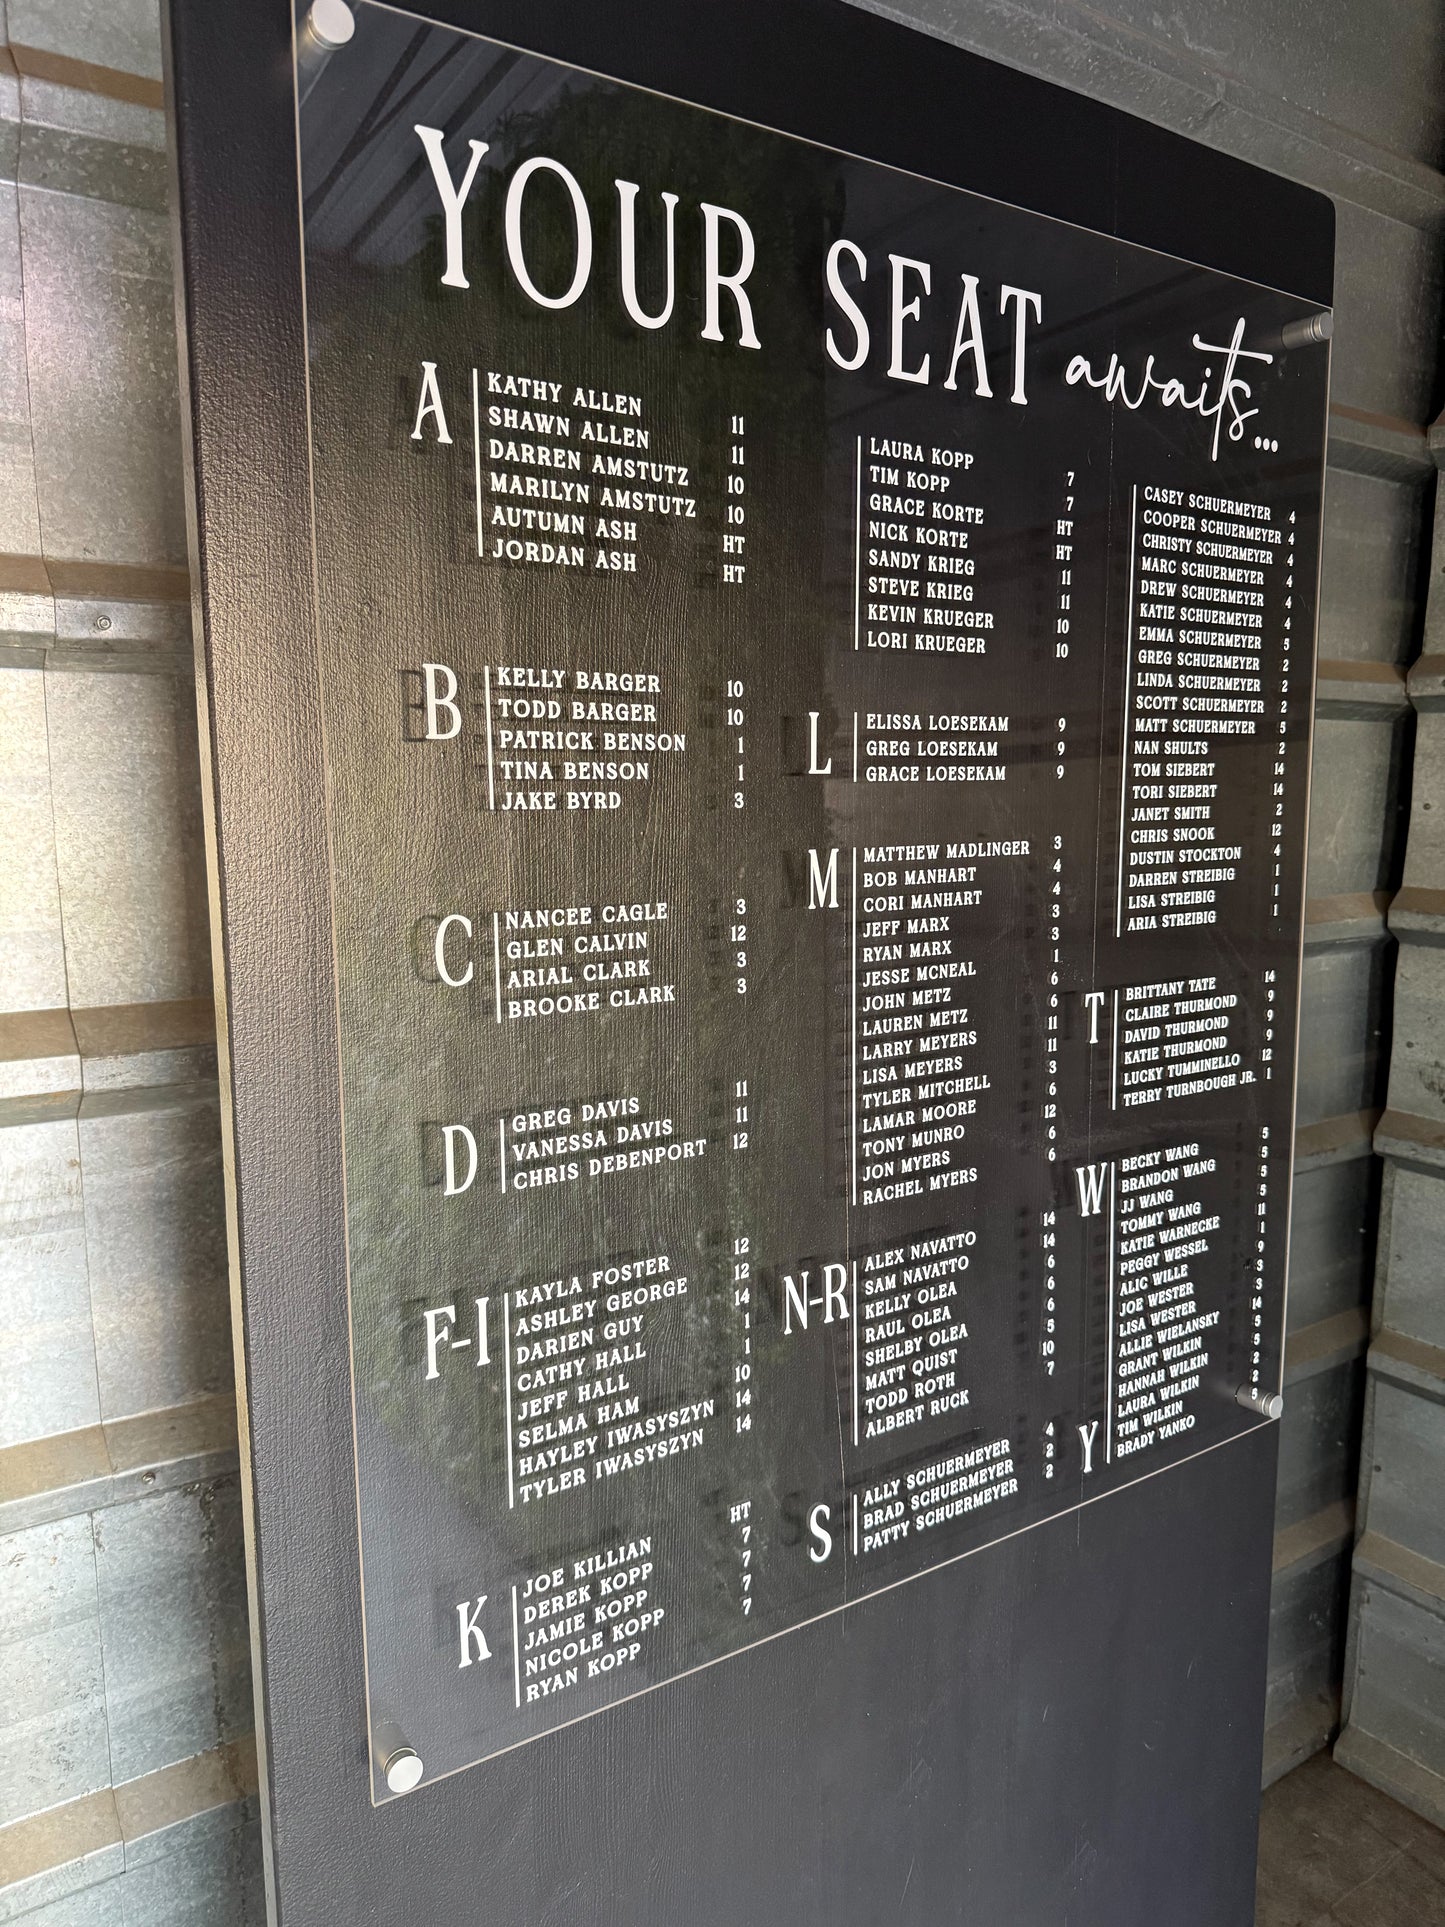 YOUR SEAT awaits...
A
KATHY ALLEN 11
SHAWN ALLEN 11
DARREN AMSTUTZ 10
MARILYN AMSTUTZ 10
AUTUMN ASH HT
JORDAN ASH HT
B
KELLY BARGER 10
TODD BARGER 10
PATRICK BENSON 1
TINA BENSON 1
JAKE BYRD 3
C
NANCEE CAGLE 3
GLEN CALVIN 12
ARIAL CLARK 3
BROOKE CLARK 3
D
GREG DAVIS 11
VANESSA DAVIS 11
CHRIS DEBENPORT 12
F-I
KAYLA FOSTER 12
ASHLEY GEORGE 12
DARIEN GUY 14
CATHY HALL 1
JEFF HALL 1
SELMA HAM 10
HAYLEY IWASYSZYN 14
TYLER IWASYSZYN 14
K
JOE KILLIAN HT
DEREK KOPP 7
JAMIE KOPP 7
NICOLE KOPP 7
RYAN KOPP 7
LAURA KOPP 7
TIM KOPP 7
GRACE KORTE HT
NICK KORTE HT
SANDY KRIEG 11
STEVE KRIEG 11
KEVIN KRUEGER 10
LORI KRUEGER 10
L
ELISSA LOESEKAM 9
GREG LOESEKAM 9
GRACE LOESEKAM 9
M
MATTHEW MADLINGER 3
BOB MANHART 4
CORI MANHART 4
JEFF MARX 3
RYAN MARX 3
JESSE MCNEAL 1
JOHN METZ 6
LAUREN METZ 6
LARRY MEYERS 11
LISA MEYERS 11
TYLER MITCHELL 3
LAMAR MOORE 6
TONY MUNRO 12
JON MYERS 6
RACHEL MYERS 6
N-R
ALEX NAVATTO 14
SAM NAVATTO 14
KELLY OLEA 6
RAUL OLEA 6
SHELBY OLEA 6
MATT QUIST 5
TODD ROTH 10
ALBERT RUCK 7
S
ALLY SCHUERMEYER 4
BRAD SCHUERMEYER 2
PATTY SCHUERMEYER 2
CASEY SCHUERMEYER 4
COOPER SCHUERMEYER 4
CHRISTY SCHUERMEYER 4
MARC SCHUERMEYER 4
DREW SCHUERMEYER 4
KATIE SCHUERMEYER 4
EMMA SCHUERMEYER 5
GREG SCHUERMEYER 2
LINDA SCHUERMEYER 2
SCOTT SCHUERMEYER 2
MATT SCHUERMEYER 5
NAN SHULTS 2
TOM SIEBERT 14
TORI SIEBERT 14
JANET SMITH 2
CHRIS SNOOK 12
DUSTIN STOCKTON 4
DARREN STREIBIG 1
LISA STREIBIG 1
ARIA STREIBIG 1
T
BRITTANY TATE 14
CLAIRE THURMOND 9
DAVID THURMOND 9
KATIE THURMOND 9
LUCKY TUMMINELLO 12
TERRY TURNBOUGH JR. 1
W
BECKY WANG 5
BRANDON WANG 5
JJ WANG 5
TOMMY WANG 5
KATIE WARNECKE 11
PEGGY WESSEL 1
ALIC WILLE 9
JOE WESTER 3
LISA WESTER 3
ALLIE WIELANSKY 14
GRANT WILKIN 5
HANNAH WILKIN 5
LAURA WILKIN 2
TIM WILKIN 2
Y
BRADY YANKO 5